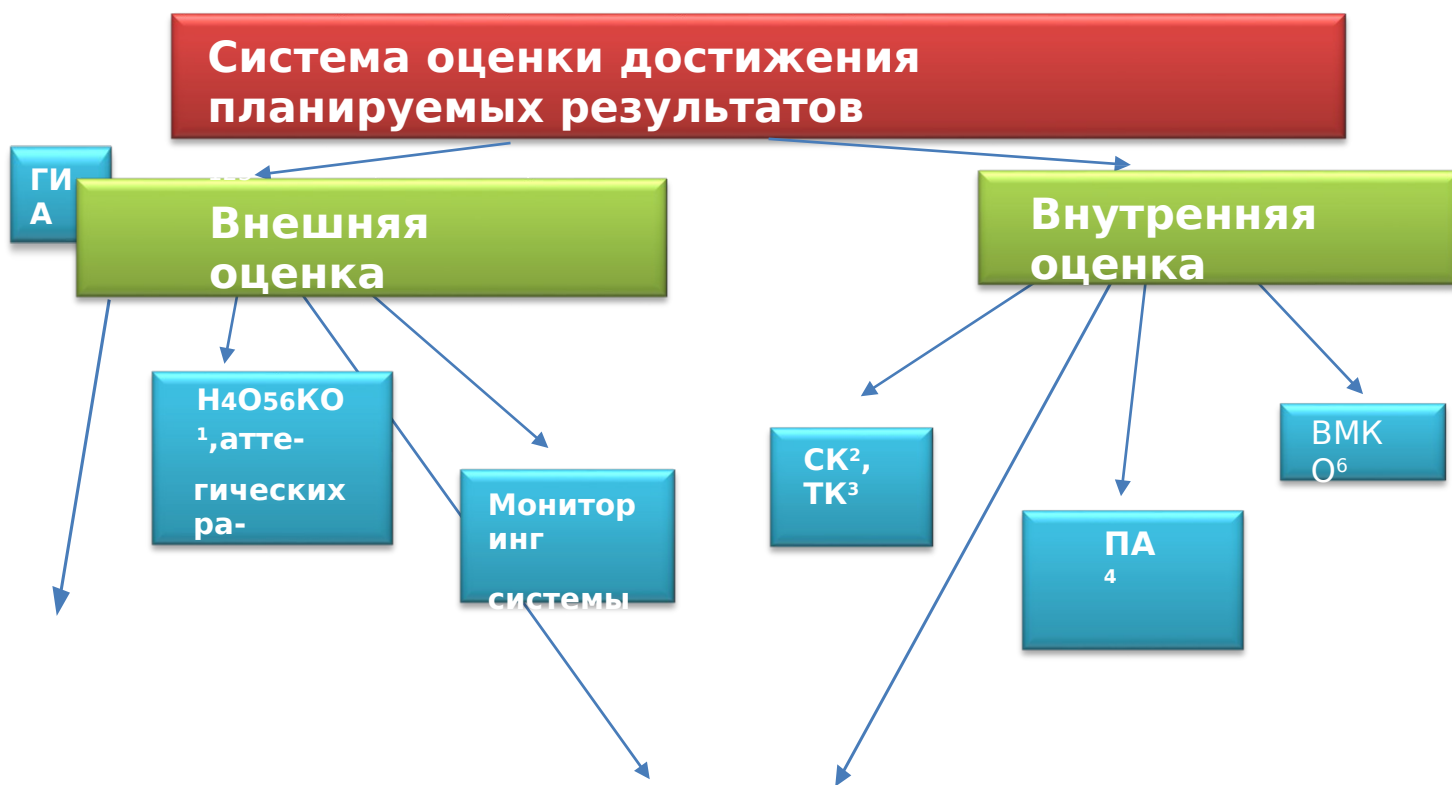 Система оценки достижения
планируемых результатов
ГИ
А
Внешняя
оценка
Внутренняя
оценка
Н4О56КО
¹,атте-
гических
ра-
Монитор
инг
системы
СК²,
ТК³
ПА
4
ВМК
О⁶